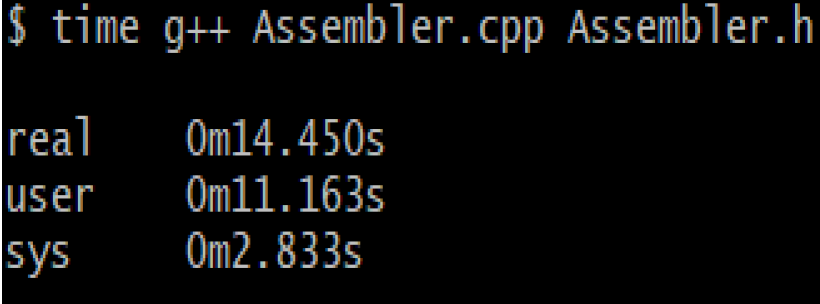 $ time g++ Assembler.cpp Assembler.h
real 0m14.450s
user 0m11.163s
sys 0m2.833s